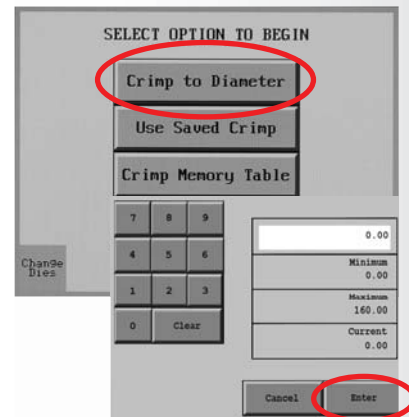 SELECT OPTION TO BEGIN
Crimp to Diameter
Use Saved Crimp
Crimp Memory Table
Change
Dies
7 8 9
4 5 6
1 2 3
0 Clear
0.00
Minimum
0.00
Maximum
160.00
Current
0.00
Cancel Enter